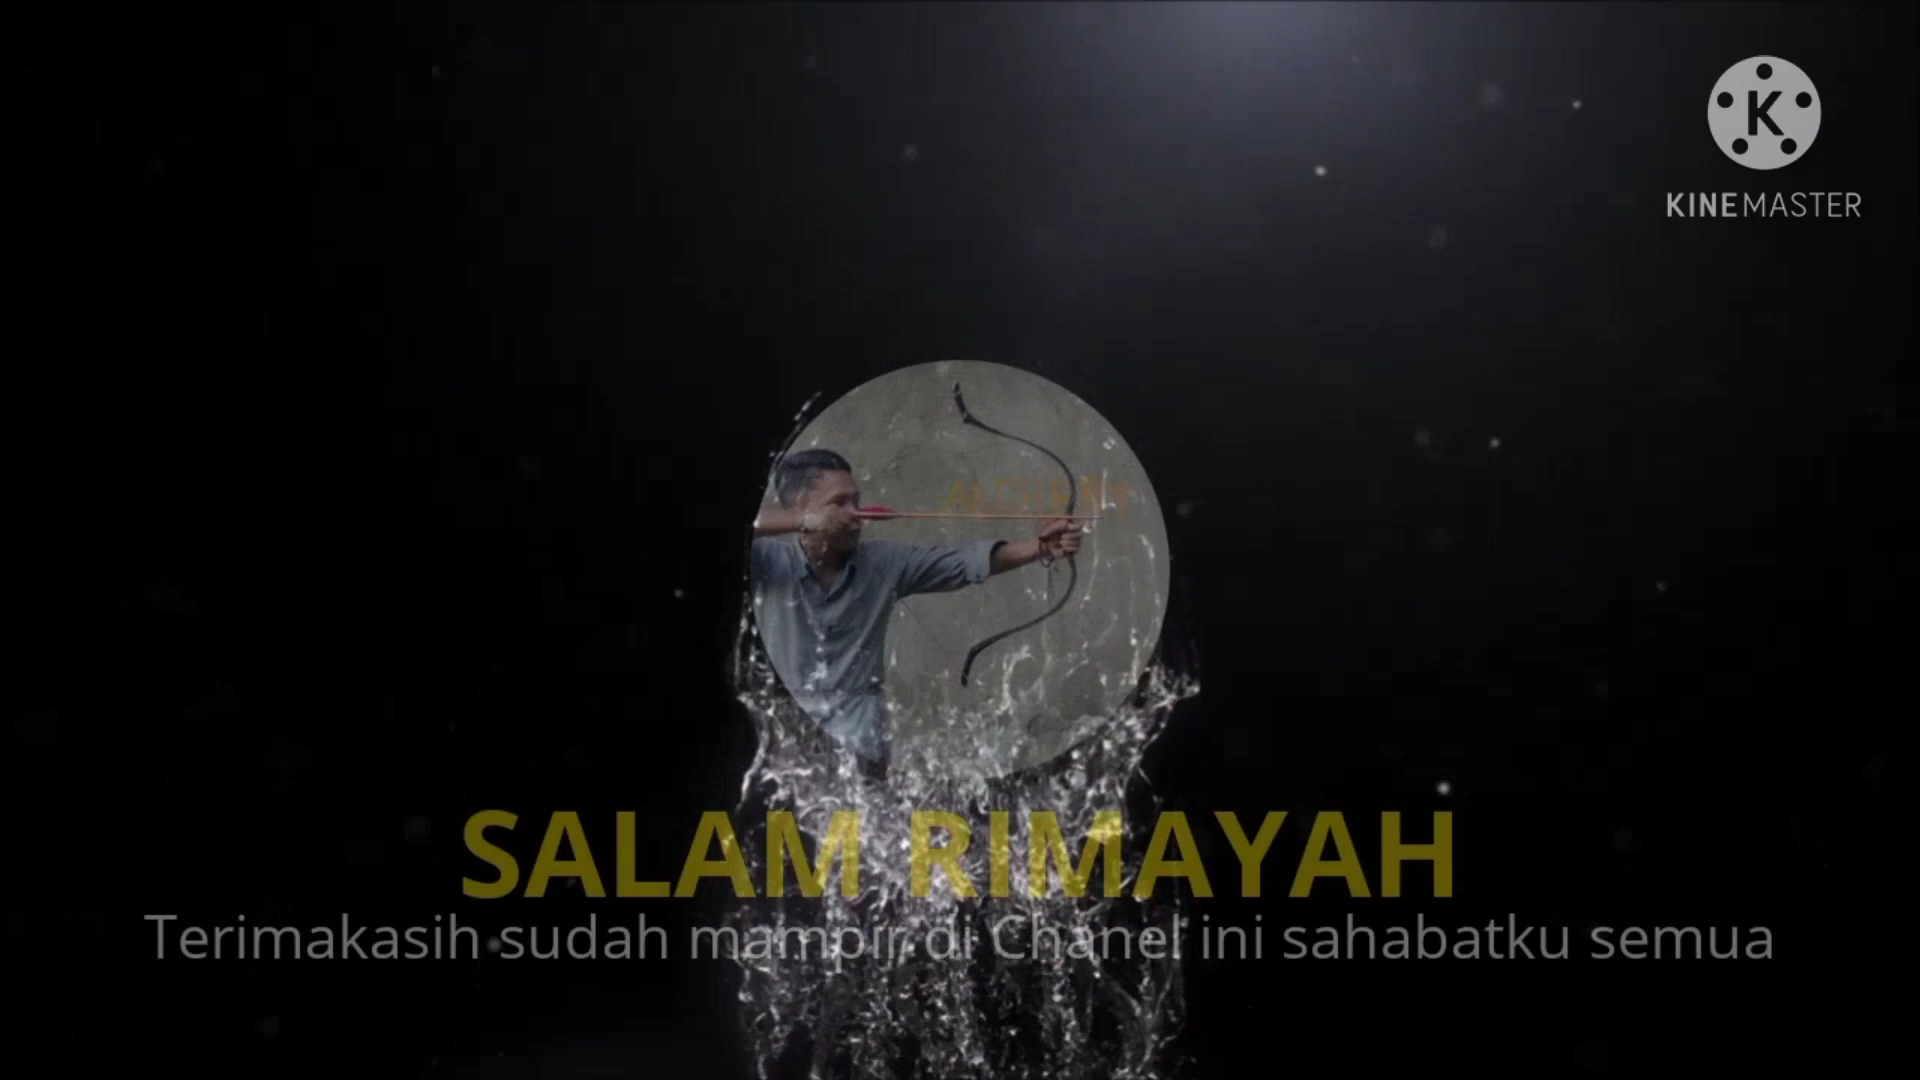 K
KINEMASTER
SALAM RIMAYAH
Terimakasih sudah mampir di Chanel ini sahabatku semua